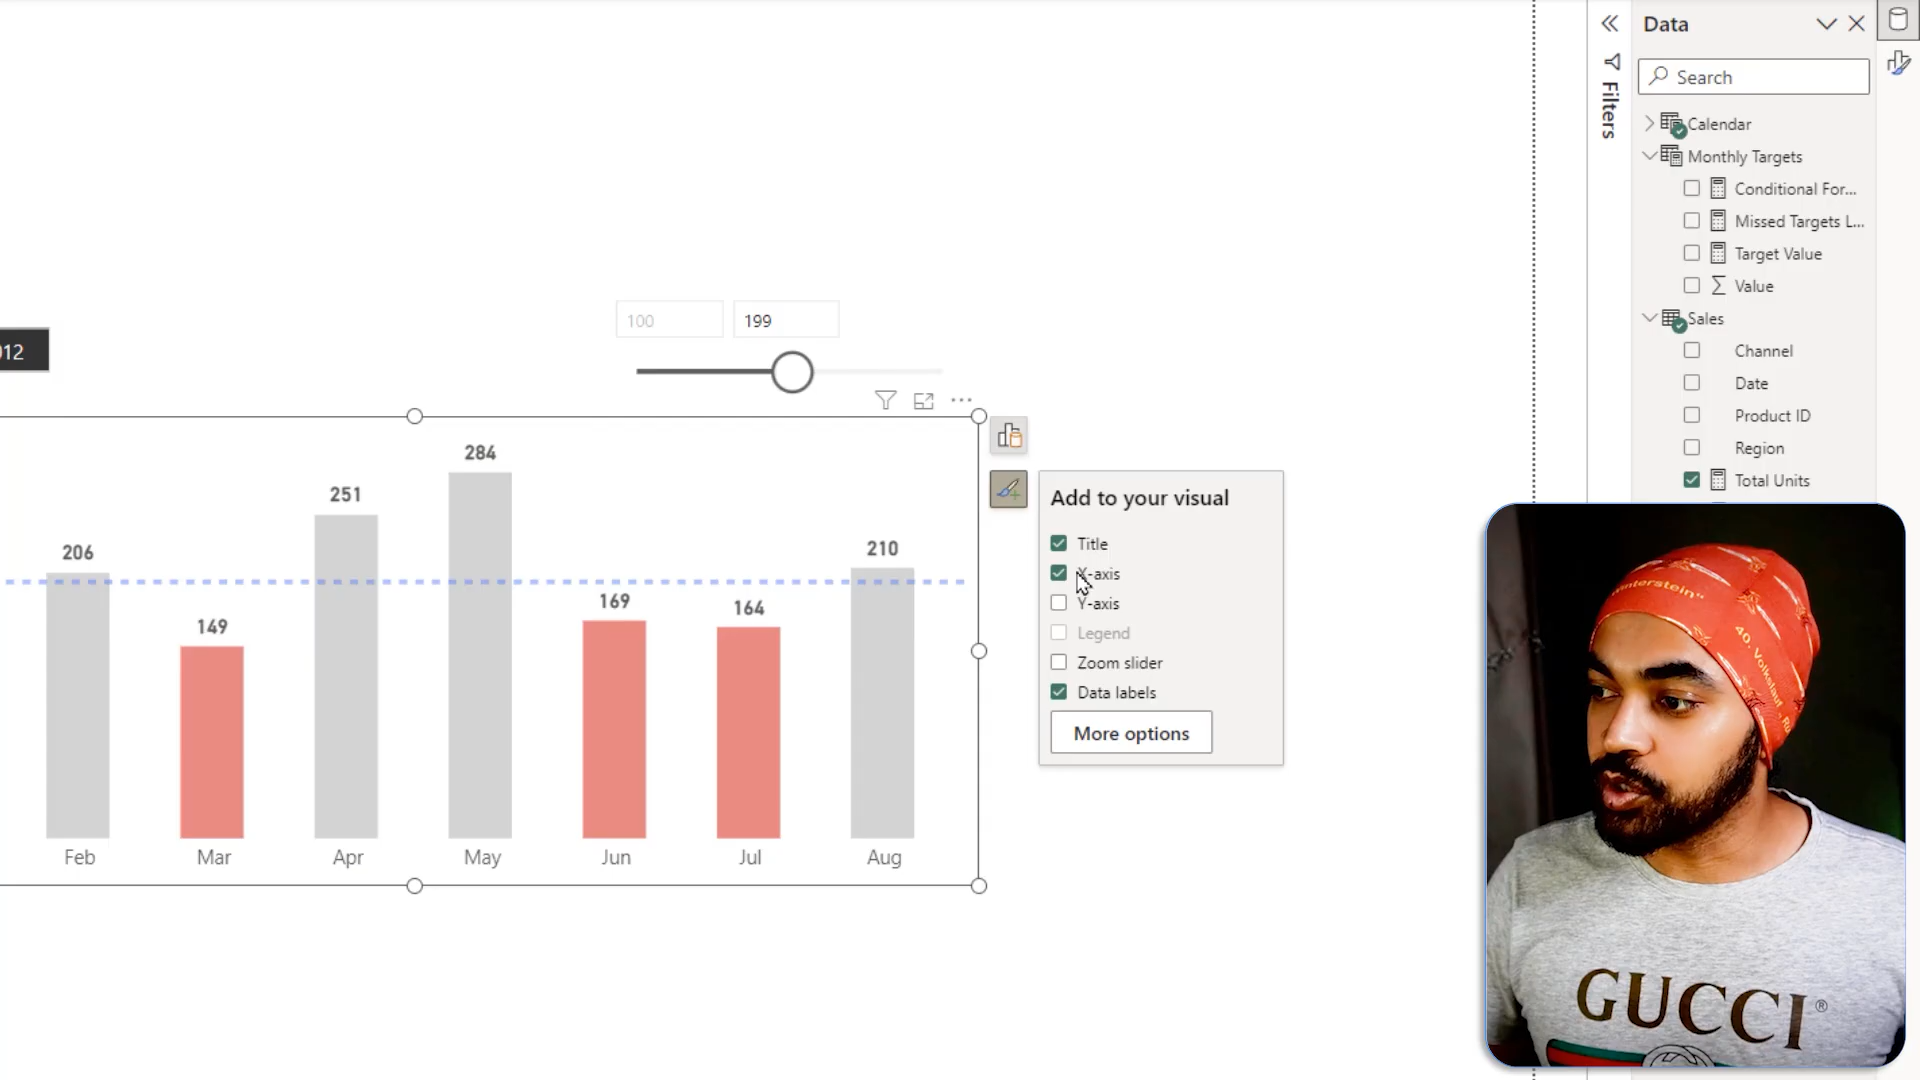 Data
Search
Filters
Calendar
Monthly Targets
Conditional For...
Missed Targets L...
Target Value
Value
Sales
Channel
Date
Product ID
Region
Total Units
012
100
199
284
251
206
210
169
164
149
Feb
Mar
Apr
May
Jun
Jul
Aug
Add to your visual
Title
X-axis
Y-axis
Legend
Zoom slider
Data labels
More options
GUCCI®